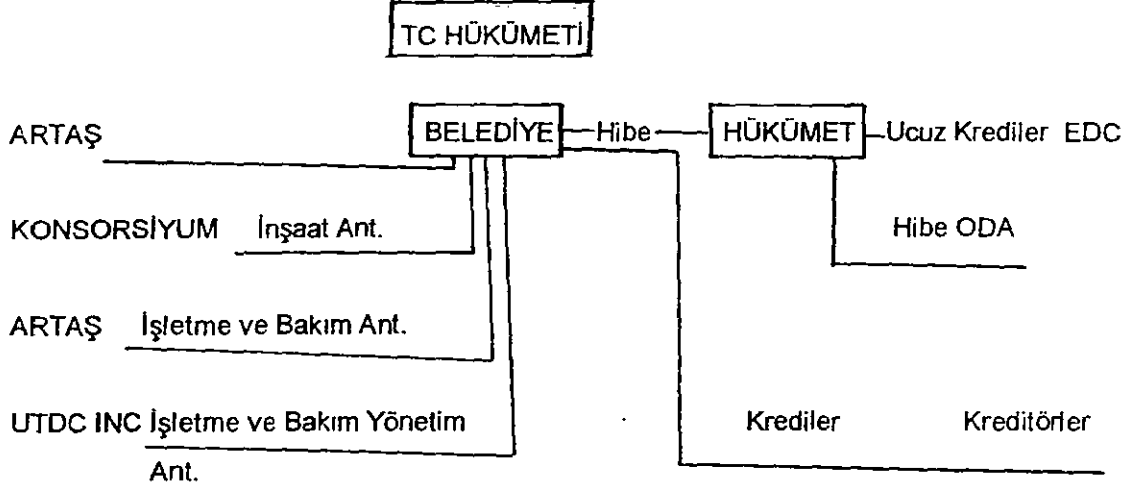 TC HÜKÜMETİ
ARTAŞ BELEDİYE Hibe HÜKÜMET Ucuz Krediler EDC
KONSORSİYUM İnşaat Ant. Hibe ODA
ARTAŞ İşletme ve Bakım Ant.
UTDC INC İşletme ve Bakım Yönetim Krediler Kreditörler
Ant.